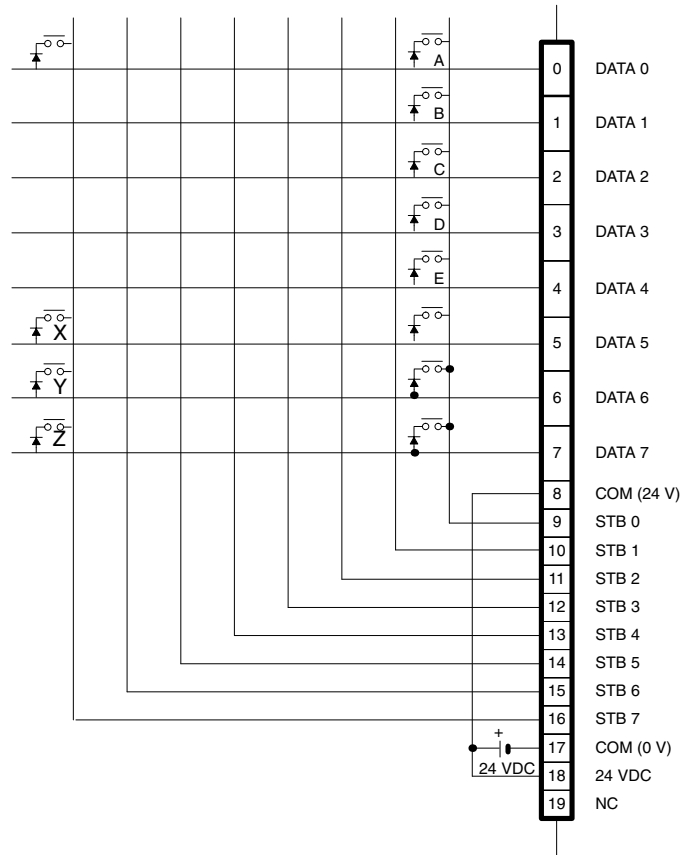 A 0 DATA 0
B 1 DATA 1
C 2 DATA 2
D 3 DATA 3
E 4 DATA 4
X 5 DATA 5
Y 6 DATA 6
Z 7 DATA 7
8 COM (24 V)
9 STB 0
10 STB 1
11 STB 2
12 STB 3
13 STB 4
14 STB 5
15 STB 6
16 STB 7
+ 17 COM (0 V)
24 VDC 18 24 VDC
19 NC